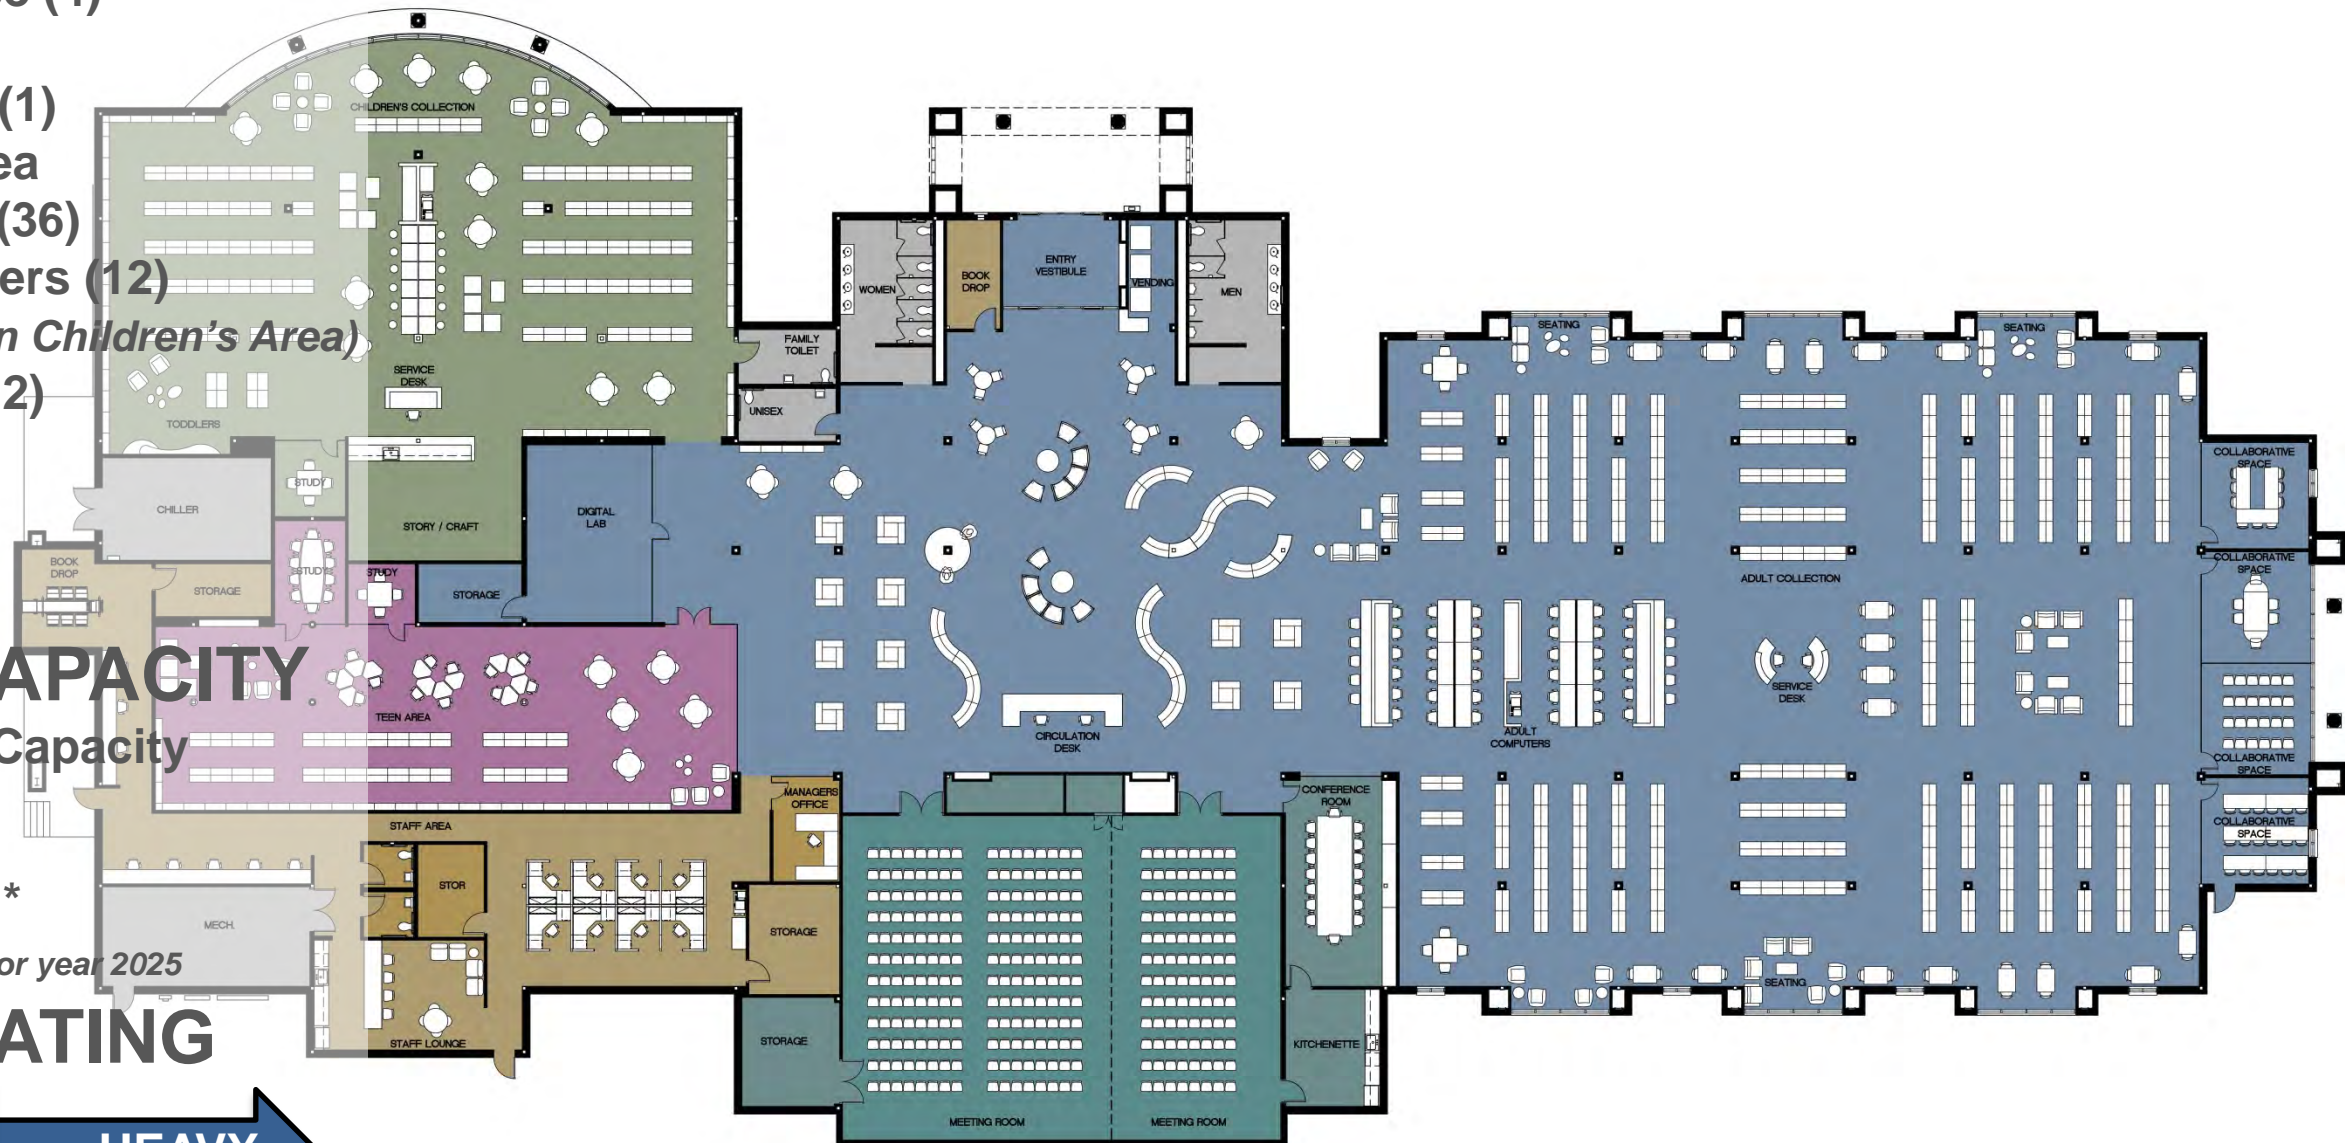 (4)
(1)
(36)
(12)
n Children's Area)
2)
APACITY
Capacity
*
or year 2025
ATING
HEAVY
CHILDREN'S COLLECTION
SERVICE
DESK
TODDLERS
STUDY
CHILLER
STORY / CRAFT
BOOK
DROP
STORAGE
STUDY
STUDY
STORAGE
DIGITAL
LAB
TEEN AREA
STAFF AREA
MANAGERS
OFFICE
STOR
MECH.
STORAGE
STAFF LOUNGE
STORAGE
WOMEN
BOOK
DROP
ENTRY
VESTIBULE
VENDING
MEN
FAMILY
TOILET
UNISEX
CIRCULATION
DESK
CONFERENCE
ROOM
KITCHENETTE
MEETING ROOM
MEETING ROOM
SEATING
SEATING
ADULT COLLECTION
ADULT
COMPUTERS
SERVICE
DESK
SEATING
COLLABORATIVE
SPACE
COLLABORATIVE
SPACE
COLLABORATIVE
SPACE
COLLABORATIVE
SPACE